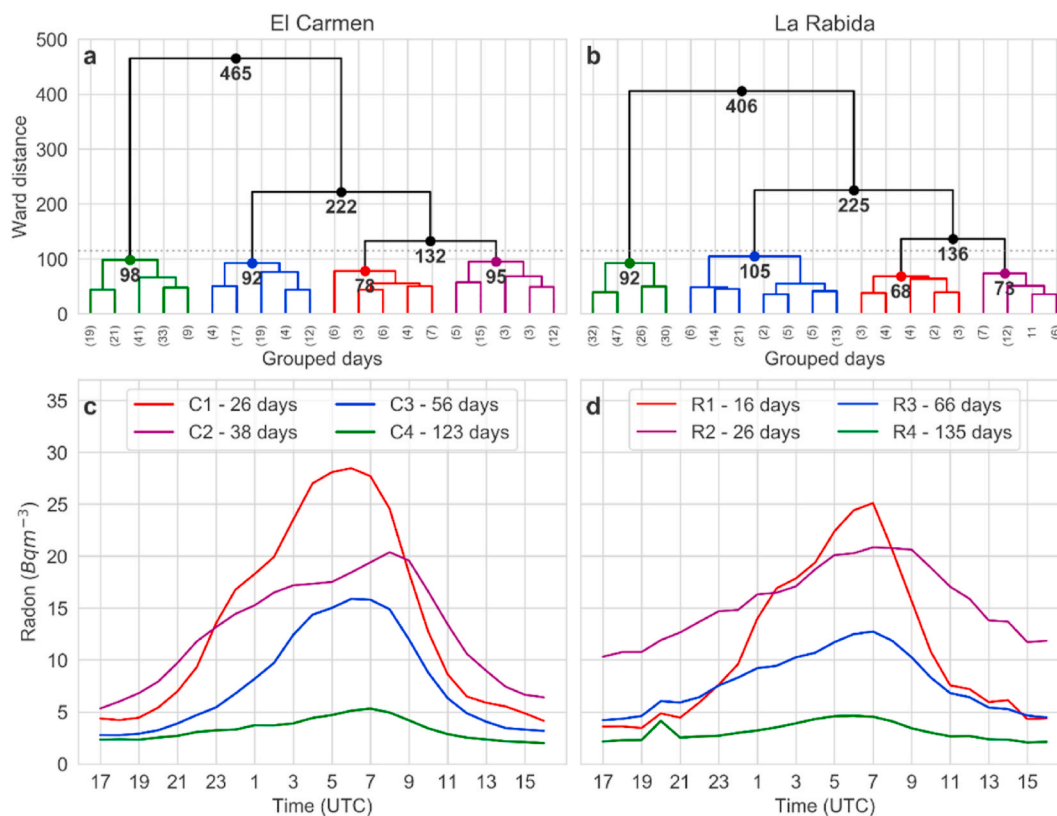 El Carmen
La Rabida
a
b
500
400
300
200
100
0
Ward distance
465
222
132
98
92
78
95
406
225
136
92
105
68
73
(19) (21) (41) (33) (9) (4) (17) (19) (4) (12) (6) (3) (6) (4) (7) (5) (15) (3) (3) (12)
(32) (47) (26) (30) (6) (14) (21) (2) (5) (5) (13) (3) (4) (4) (2) (3) (7) (12) 11 (6)
Grouped days
Grouped days
c
d
C1 - 26 days C3 - 56 days
C2 - 38 days C4 - 123 days
R1 - 16 days R3 - 66 days
R2 - 26 days R4 - 135 days
35
30
25
20
15
10
5
0
Radon (Bqm⁻³)
17 19 21 23 1 3 5 7 9 11 13 15
17 19 21 23 1 3 5 7 9 11 13 15
Time (UTC)
Time (UTC)